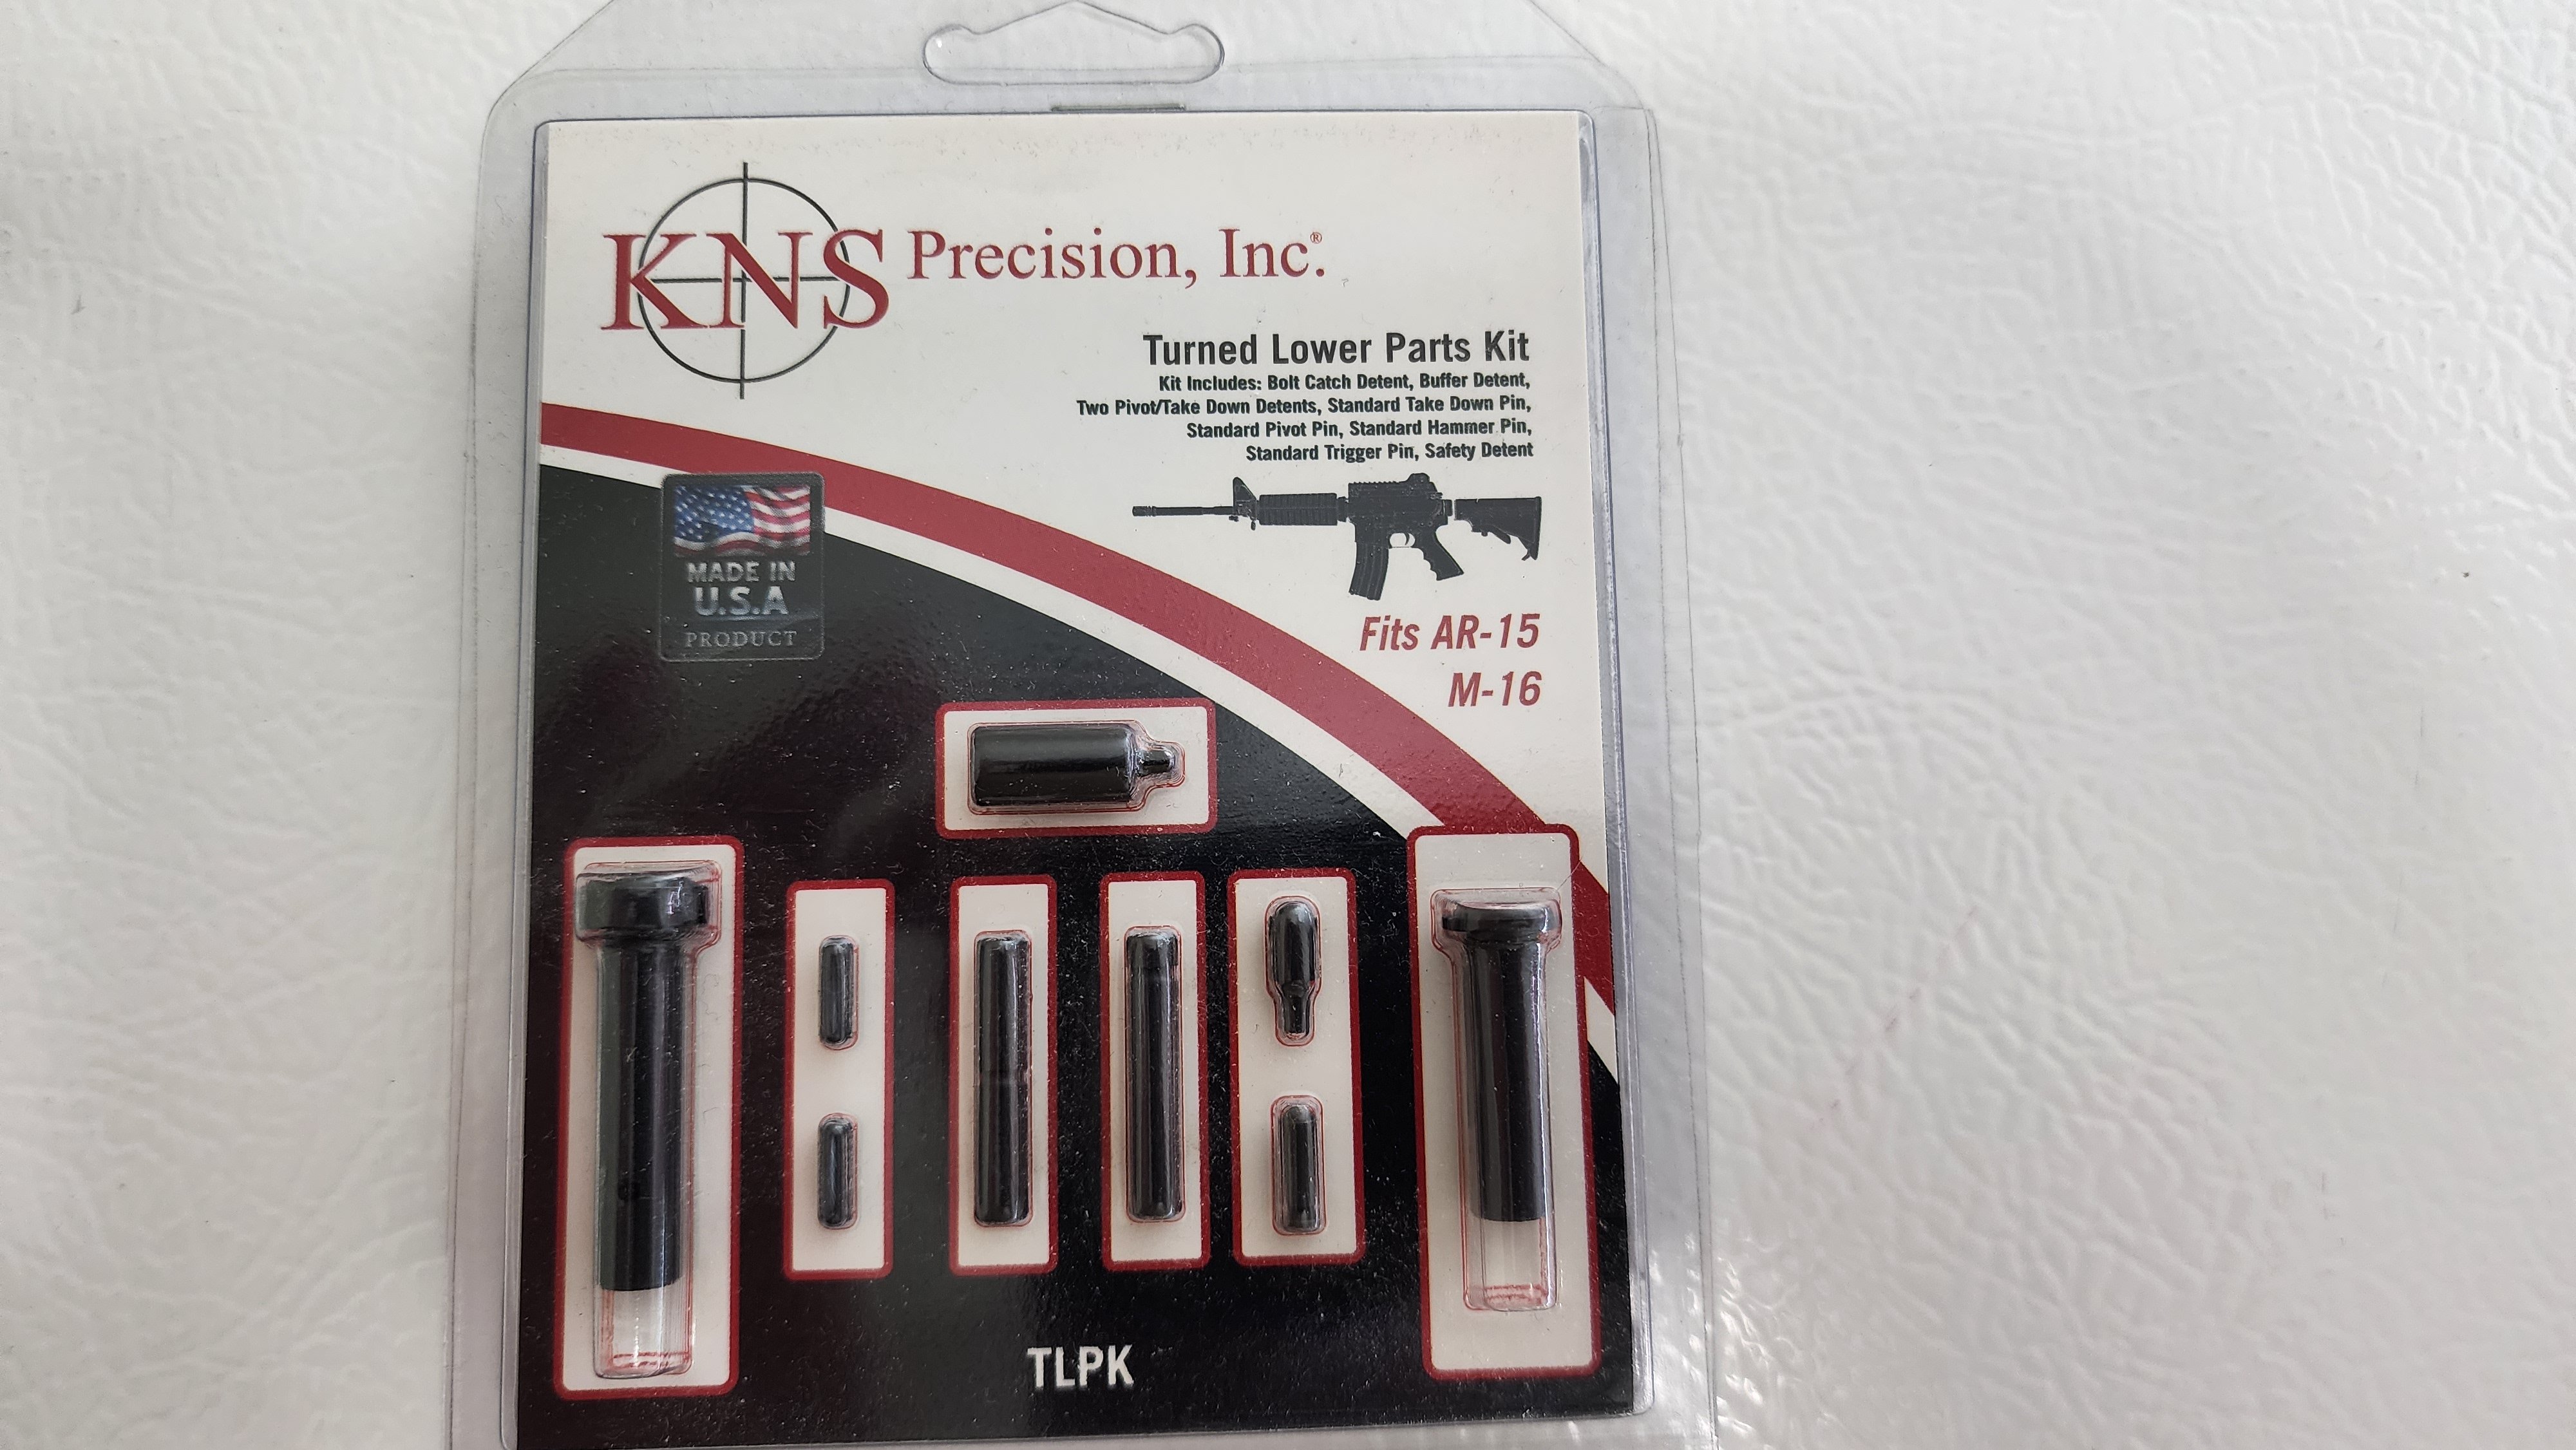 KNS Precision, Inc.®
Turned Lower Parts Kit
Kit Includes: Bolt Catch Detent, Buffer Detent,
Two Pivot/Take Down Detents, Standard Take Down Pin,
Standard Pivot Pin, Standard Hammer Pin,
Standard Trigger Pin, Safety Detent
MADE IN
U.S.A
PRODUCT
Fits AR-15
M-16
TLPK